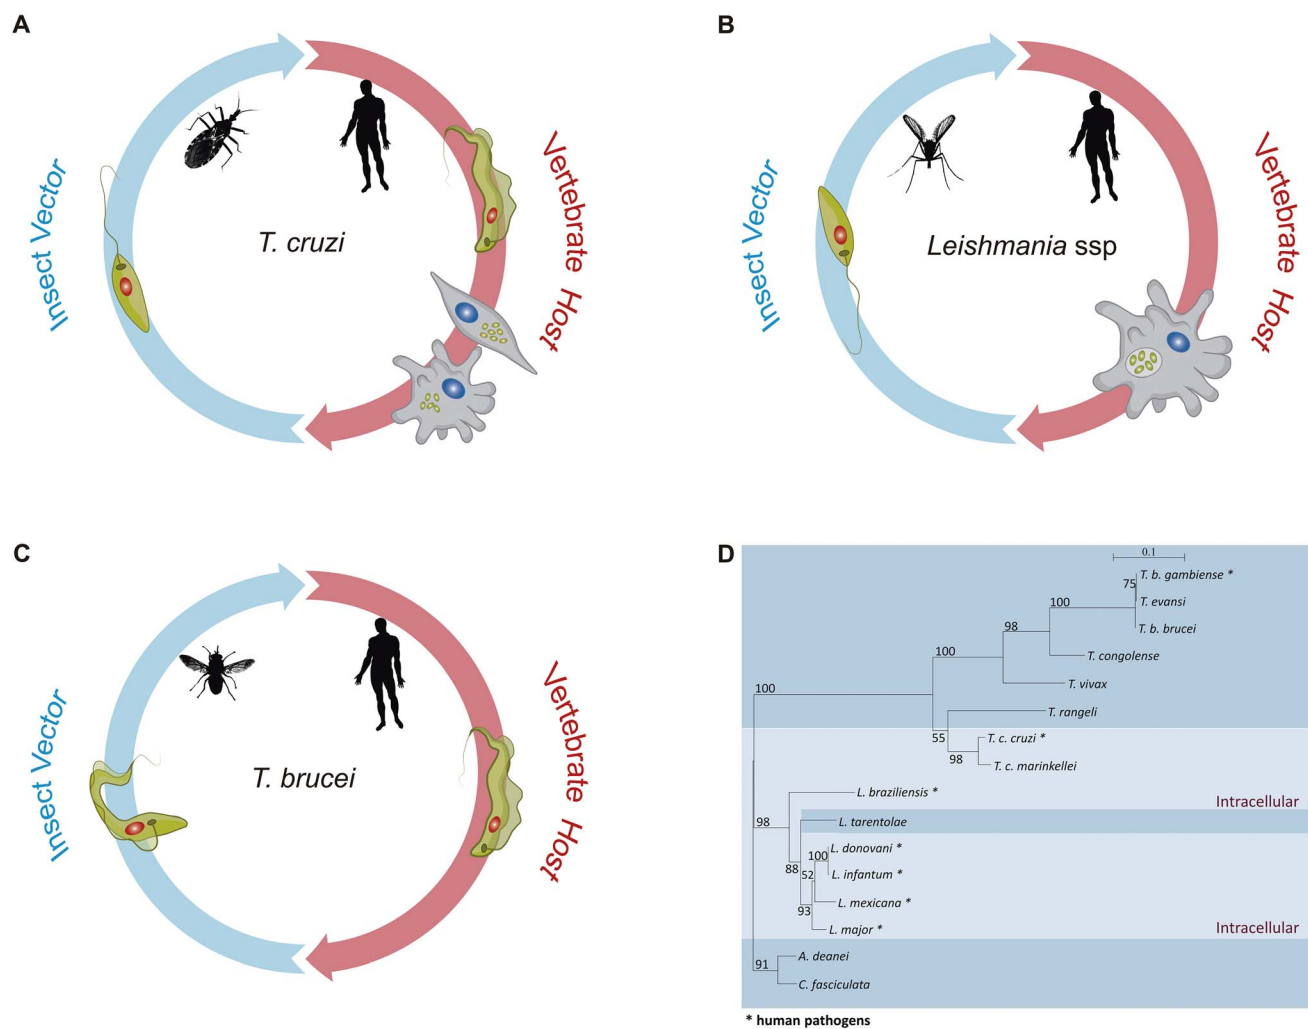 A
Insect Vector
T. cruzi
Vertebrate Host
B
Insect Vector
Leishmania ssp
Vertebrate Host
C
Insect Vector
T. brucei
Vertebrate Host
D
0.1
T. b. gambiense *
75
T. evansi
100
T. b. brucei
98
T. congolense
100
T. vivax
100
T. rangeli
55
T. c. cruzi *
98
T. c. marinkellei
L. braziliensis *
Intracellular
98
L. tarentolae
L. donovani *
100
88
52
L. infantum *
L. mexicana *
93
L. major *
Intracellular
A. deanei
91
C. fasciculata
* human pathogens